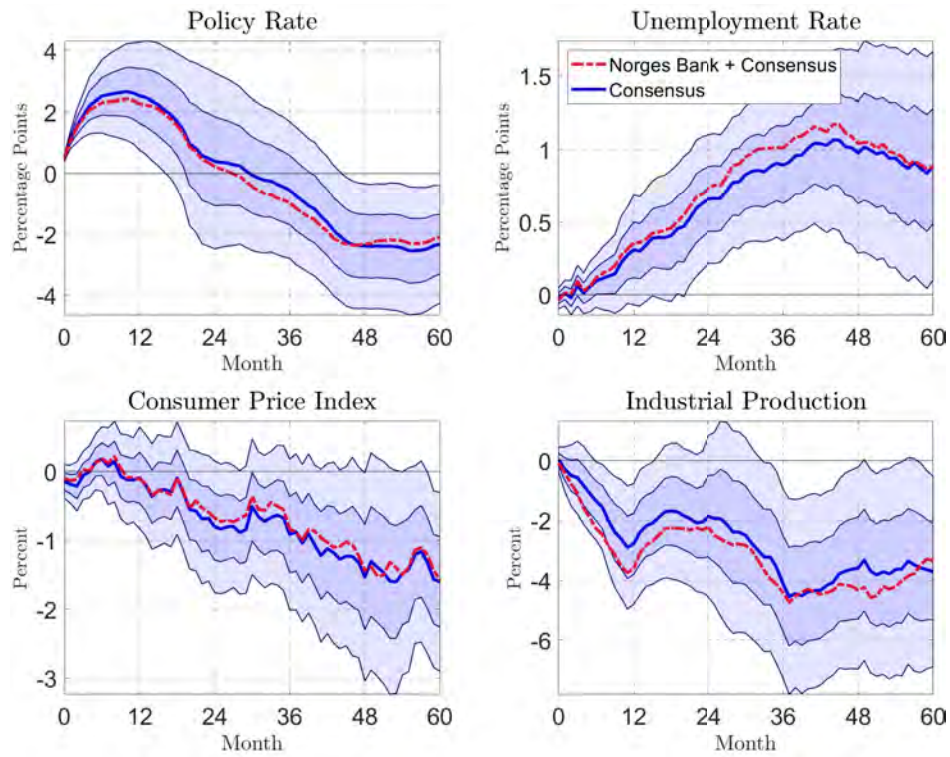 Policy Rate
Percentage Points
4
2
0
-2
-4
0 12 24 36 48 60
Month
Unemployment Rate
Percentage Points
1.5
1
0.5
0
Norges Bank + Consensus
Consensus
0 12 24 36 48 60
Month
Consumer Price Index
Percent
0
-1
-2
-3
0 12 24 36 48 60
Month
Industrial Production
Percent
0
-2
-4
-6
0 12 24 36 48 60
Month